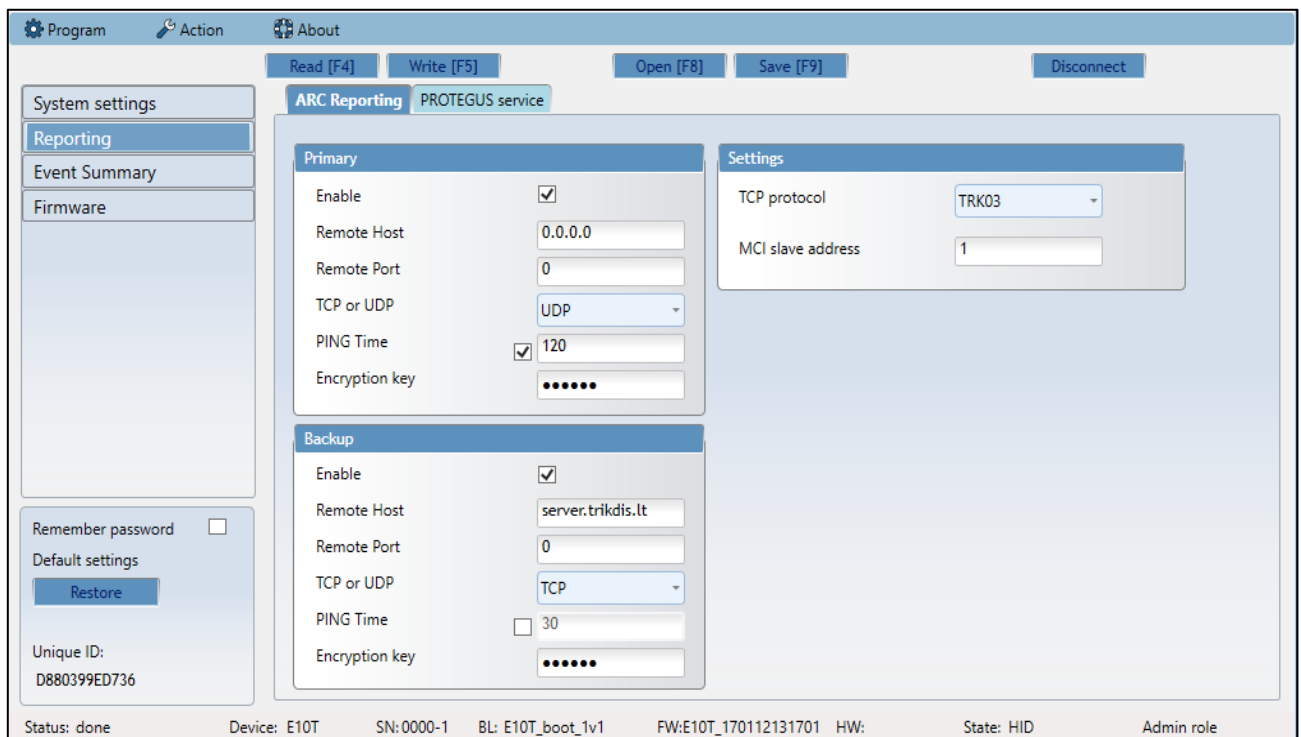 Program Action About
Read [F4] Write [F5] Open [F8] Save [F9] Disconnect
System settings
Reporting
Event Summary
Firmware
ARC Reporting PROTEGUS service
Primary
Enable
Remote Host 0.0.0.0
Remote Port 0
TCP or UDP UDP
PING Time 120
Encryption key ●●●●●●
Settings
TCP protocol TRK03
MCI slave address 1
Backup
Enable
Remote Host server.trikdis.lt
Remote Port 0
TCP or UDP TCP
PING Time 30
Encryption key ●●●●●●
Remember password
Default settings
Restore
Unique ID:
D880399ED736
Status: done Device: E10T SN:0000-1 BL: E10T_boot_1v1 FW:E10T_170112131701 HW: State: HID Admin role